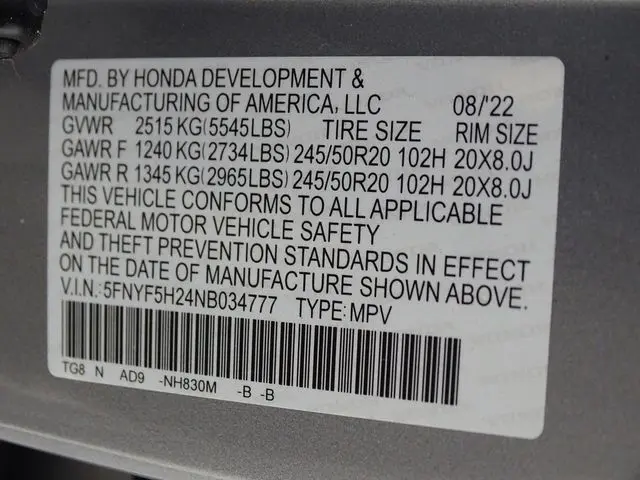 MFD. BY HONDA DEVELOPMENT &
MANUFACTURING OF AMERICA, LLC 08/'22
GVWR 2515 KG(5545LBS) TIRE SIZE RIM SIZE
GAWR F 1240 KG(2734LBS) 245/50R20 102H 20X8.0J
GAWR R 1345 KG(2965LBS) 245/50R20 102H 20X8.0J
THIS VEHICLE CONFORMS TO ALL APPLICABLE
FEDERAL MOTOR VEHICLE SAFETY
AND THEFT PREVENTION STANDARDS IN EFFECT
ON THE DATE OF MANUFACTURE SHOWN ABOVE.
V.I.N.:5FNYF5H24NB034777 TYPE:MPV
TG8 N AD9 -NH830M -B -B